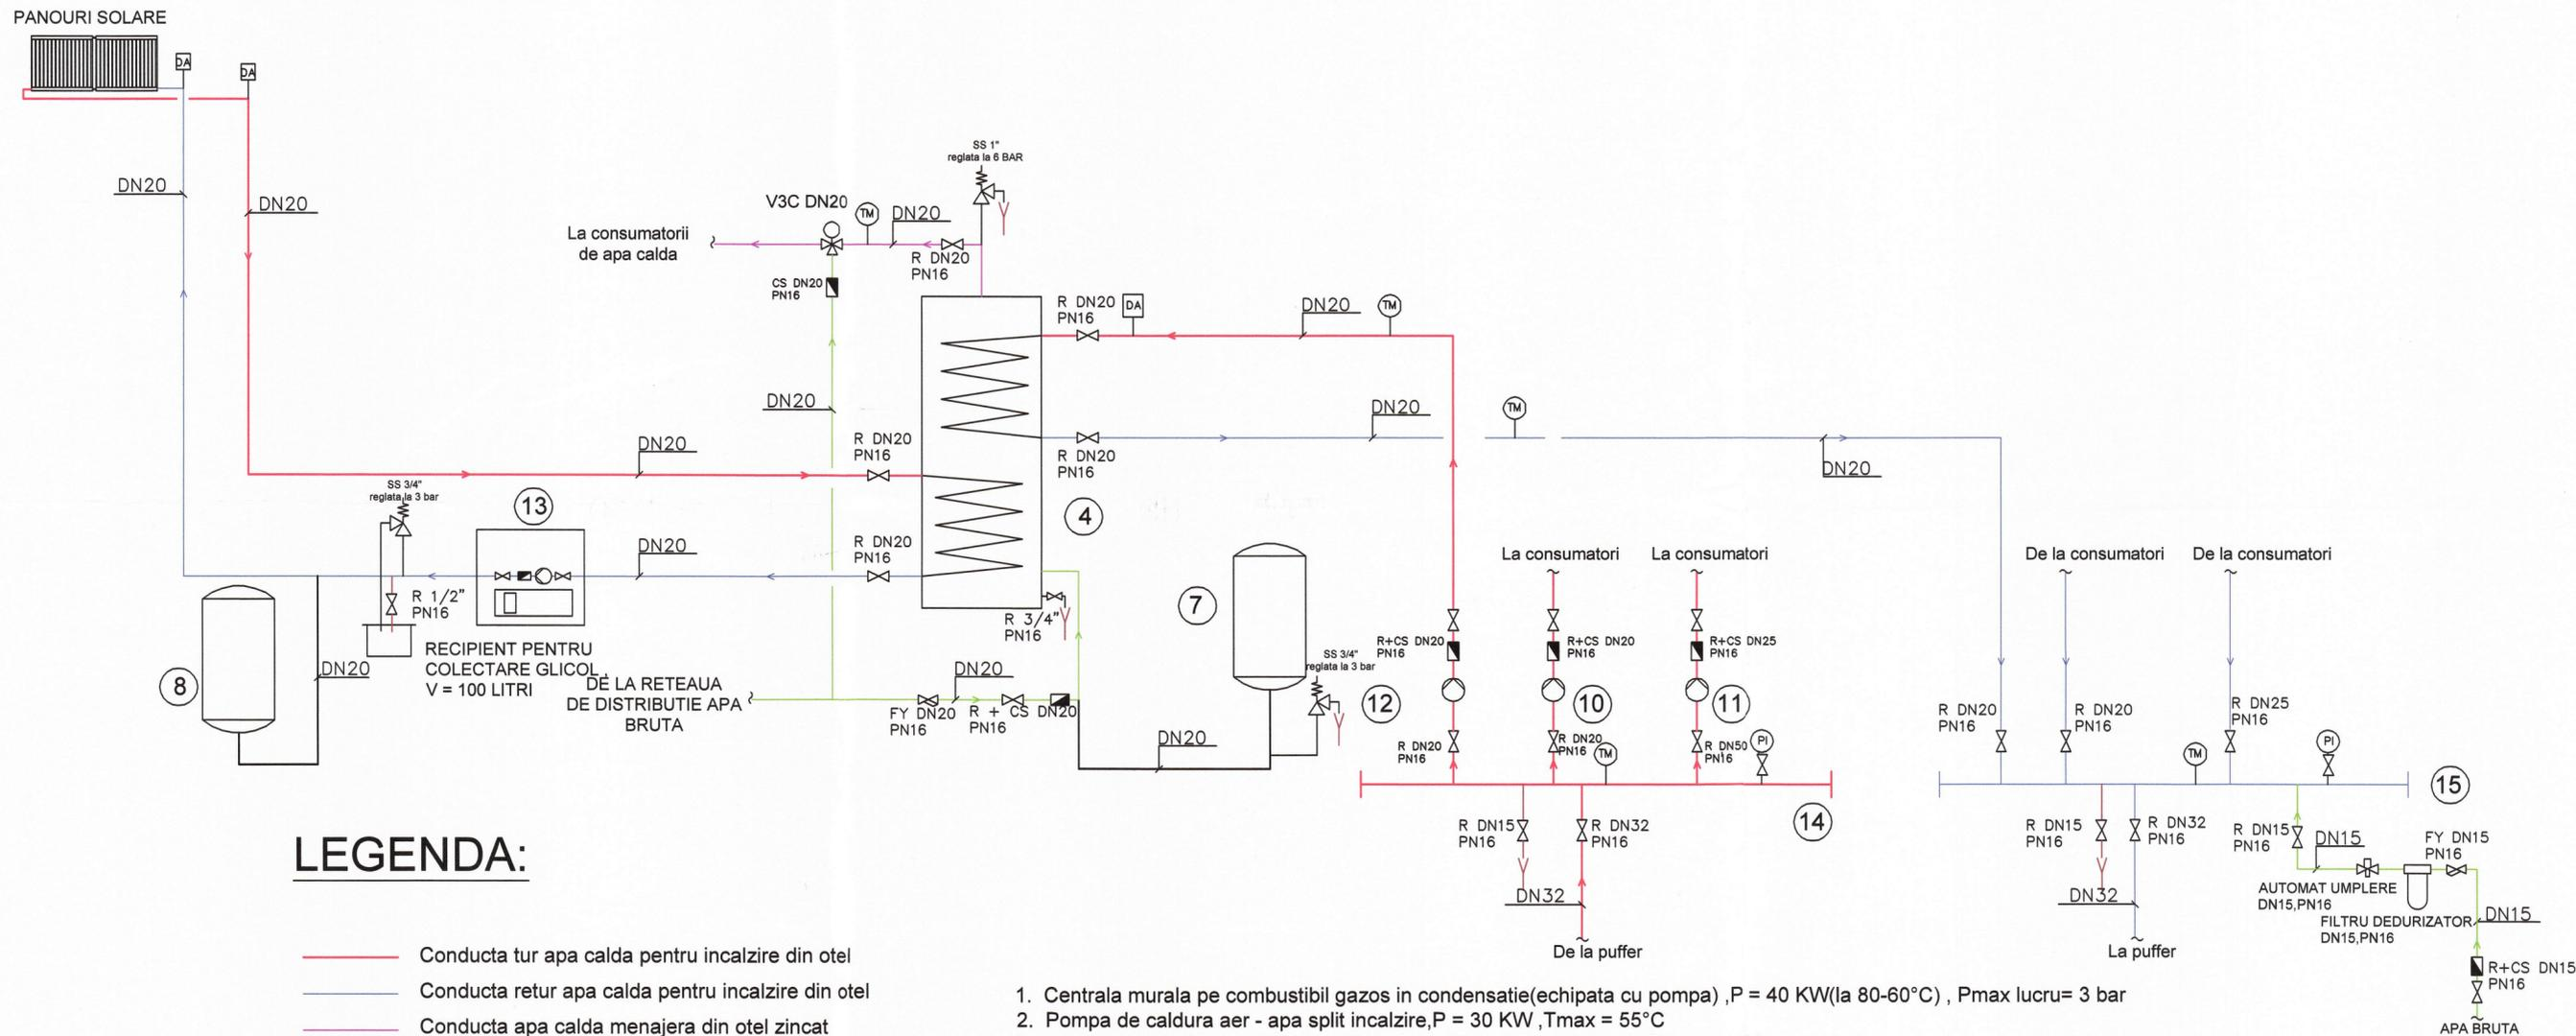 PANOURI SOLARE
DA
DA
DN20
DN20
SS 1"
reglata la 6 BAR
V3C DN20
TM
DN20
La consumatorii
de apa calda
R DN20
PN16
CS DN20
PN16
R DN20
PN16
DA
DN20
TM
DN20
DN20
TM
DN20
R DN20
PN16
DN20
R DN20
PN16
SS 3/4"
reglata la 3 bar
13
4
DN20
R DN20
PN16
La consumatori
La consumatori
De la consumatori
De la consumatori
R 1/2"
PN16
7
R 3/4"
PN16
RECIPIENT PENTRU
COLECTARE GLICOL,
V = 100 LITRI
8
DN20
DE LA RETEAUA
DE DISTRIBUTIE APA
BRUTA
DN20
FY DN20
PN16
R + CS DN20
PN16
SS 3/4"
reglata la 3 bar
R+CS DN20
PN16
R+CS DN20
PN16
R+CS DN25
PN16
12
10
11
R DN20
PN16
R DN20
PN16
R DN25
PN16
DN20
R DN20
PN16
R DN20
PN16
TM
R DN50
PN16
PI
TM
PI
15
14
R DN15
PN16
R DN32
PN16
R DN15
PN16
R DN32
PN16
R DN15
PN16
DN15
FY DN15
PN16
DN32
DN32
AUTOMAT UMPLERE
DN15,PN16
FILTRU DEDURIZATOR
DN15,PN16
DN15
De la puffer
La puffer
R+CS DN15
PN16
APA BRUTA
LEGENDA:
Conducta tur apa calda pentru incalzire din otel
Conducta retur apa calda pentru incalzire din otel
Conducta apa calda menajera din otel zincat
1. Centrala murala pe combustibil gazos in condensatie(echipata cu pompa) ,P = 40 KW(la 80-60°C) , Pmax lucru= 3 bar
2. Pompa de caldura aer - apa split incalzire,P = 30 KW ,Tmax = 55°C